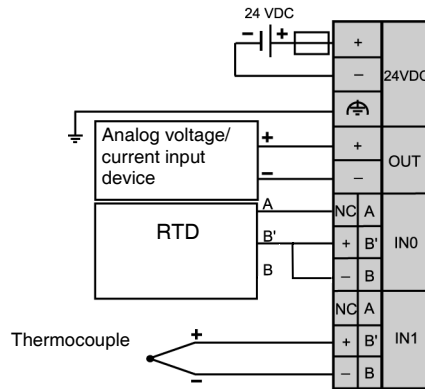 24 VDC
− +
+
−
24VDC
Analog voltage/
current input
device
+
−
+
−
OUT
RTD
A
B'
B
NC A
+ B'
− B
IN0
Thermocouple
+
−
NC A
+ B'
− B
IN1